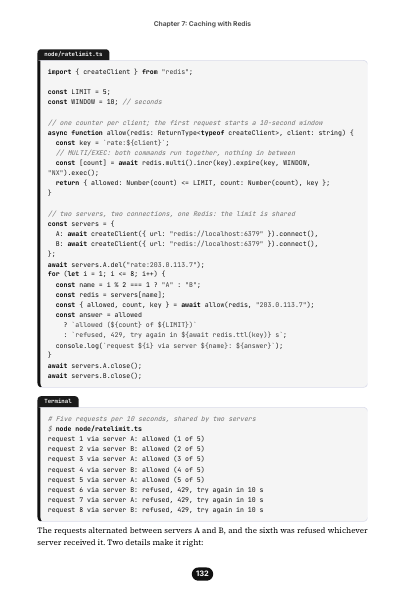 Chapter 7: Caching with Redis
node/ratelimit.ts
import { createClient } from "redis";
const LIMIT = 5;
const WINDOW = 10; // seconds
// one counter per client; the first request starts a 10-second window
async function allow(redis: ReturnType<typeof createClient>, client: string) {
  const key = `rate:${client}`;
  // MULTI/EXEC: both commands run together, nothing in between
  const [count] = await redis.multi().incr(key).expire(key, WINDOW,
"NX").exec();
  return { allowed: Number(count) <= LIMIT, count: Number(count), key };
}
// two servers, two connections, one Redis: the limit is shared
const servers = {
  A: await createClient({ url: "redis://localhost:6379" }).connect(),
  B: await createClient({ url: "redis://localhost:6379" }).connect(),
};
await servers.A.del("rate:203.0.113.7");
for (let i = 1; i <= 8; i++) {
  const name = i % 2 === 1 ? "A" : "B";
  const redis = servers[name];
  const { allowed, count, key } = await allow(redis, "203.0.113.7");
  const answer = allowed
    ? `allowed (${count} of ${LIMIT})`
    : `refused, 429, try again in ${await redis.ttl(key)} s`;
  console.log(`request ${i} via server ${name}: ${answer}`);
}
await servers.A.close();
await servers.B.close();
Terminal
# Five requests per 10 seconds, shared by two servers
$ node node/ratelimit.ts
request 1 via server A: allowed (1 of 5)
request 2 via server B: allowed (2 of 5)
request 3 via server A: allowed (3 of 5)
request 4 via server B: allowed (4 of 5)
request 5 via server A: allowed (5 of 5)
request 6 via server B: refused, 429, try again in 10 s
request 7 via server A: refused, 429, try again in 10 s
request 8 via server B: refused, 429, try again in 10 s
The requests alternated between servers A and B, and the sixth was refused whichever
server received it. Two details make it right:
132